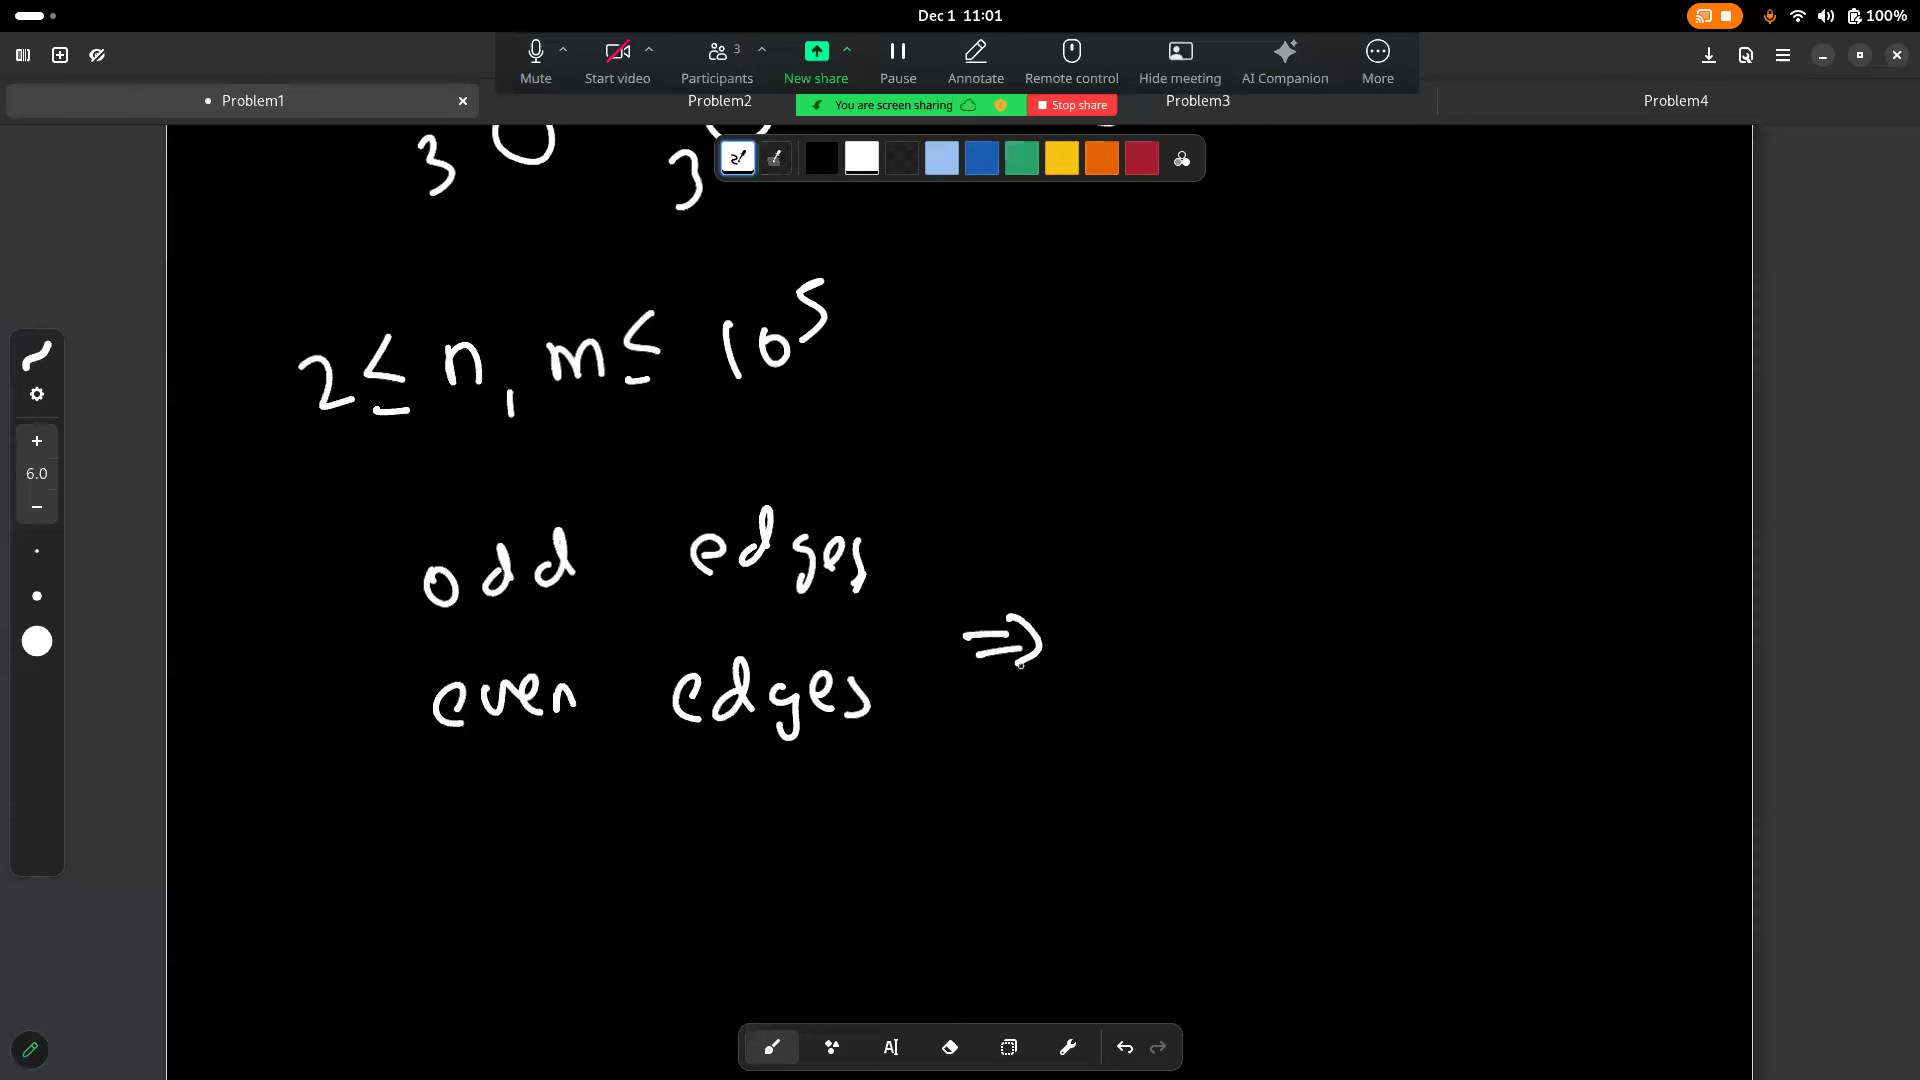 Dec 1 11:01
100%
Mute
Start video
Participants
3
New share
Pause
Annotate
Remote control
Hide meeting
AI Companion
More
Problem1
Problem2
You are screen sharing
Stop share
Problem3
Problem4
3 3
2 ≤ n, m ≤ 10^5
6.0
odd edges
even edges ⇒